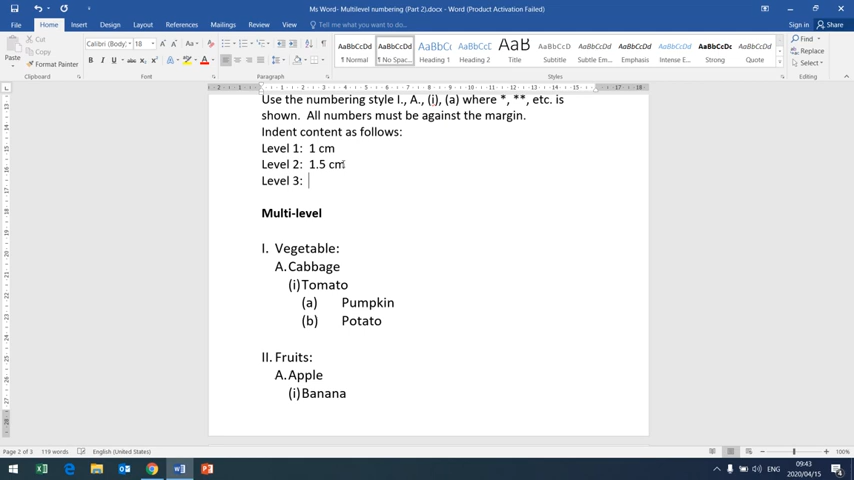 Ms Word- Multilevel numbering (Part 2).docx - Word (Product Activation Failed)
File Home Insert Design Layout References Mailings Review View Tell me what you want to do... Sign in Share
Paste Cut Copy Format Painter
Calibri (Body) 18
AaBbCcDd AaBbCcDd AaBbCc AaBbCcE AaB AaBbCcD AaBbCcDd AaBbCcDd AaBbCcDd AaBbCcDd
¶ Normal ¶ No Spac... Heading 1 Heading 2 Title Subtitle Subtle Em... Emphasis Intense E... Strong
Find Replace Select
Clipboard Font Paragraph Styles Editing
Use the numbering style I., A., (i), (a) where *, **, etc. is
shown. All numbers must be against the margin.
Indent content as follows:
Level 1: 1 cm
Level 2: 1.5 cm
Level 3:
Multi-level
I. Vegetable:
A. Cabbage
(i) Tomato
(a) Pumpkin
(b) Potato
II. Fruits:
A. Apple
(i) Banana
Page 2 of 3 119 words English (United States) 100%
ENG 09:43
2020/04/15